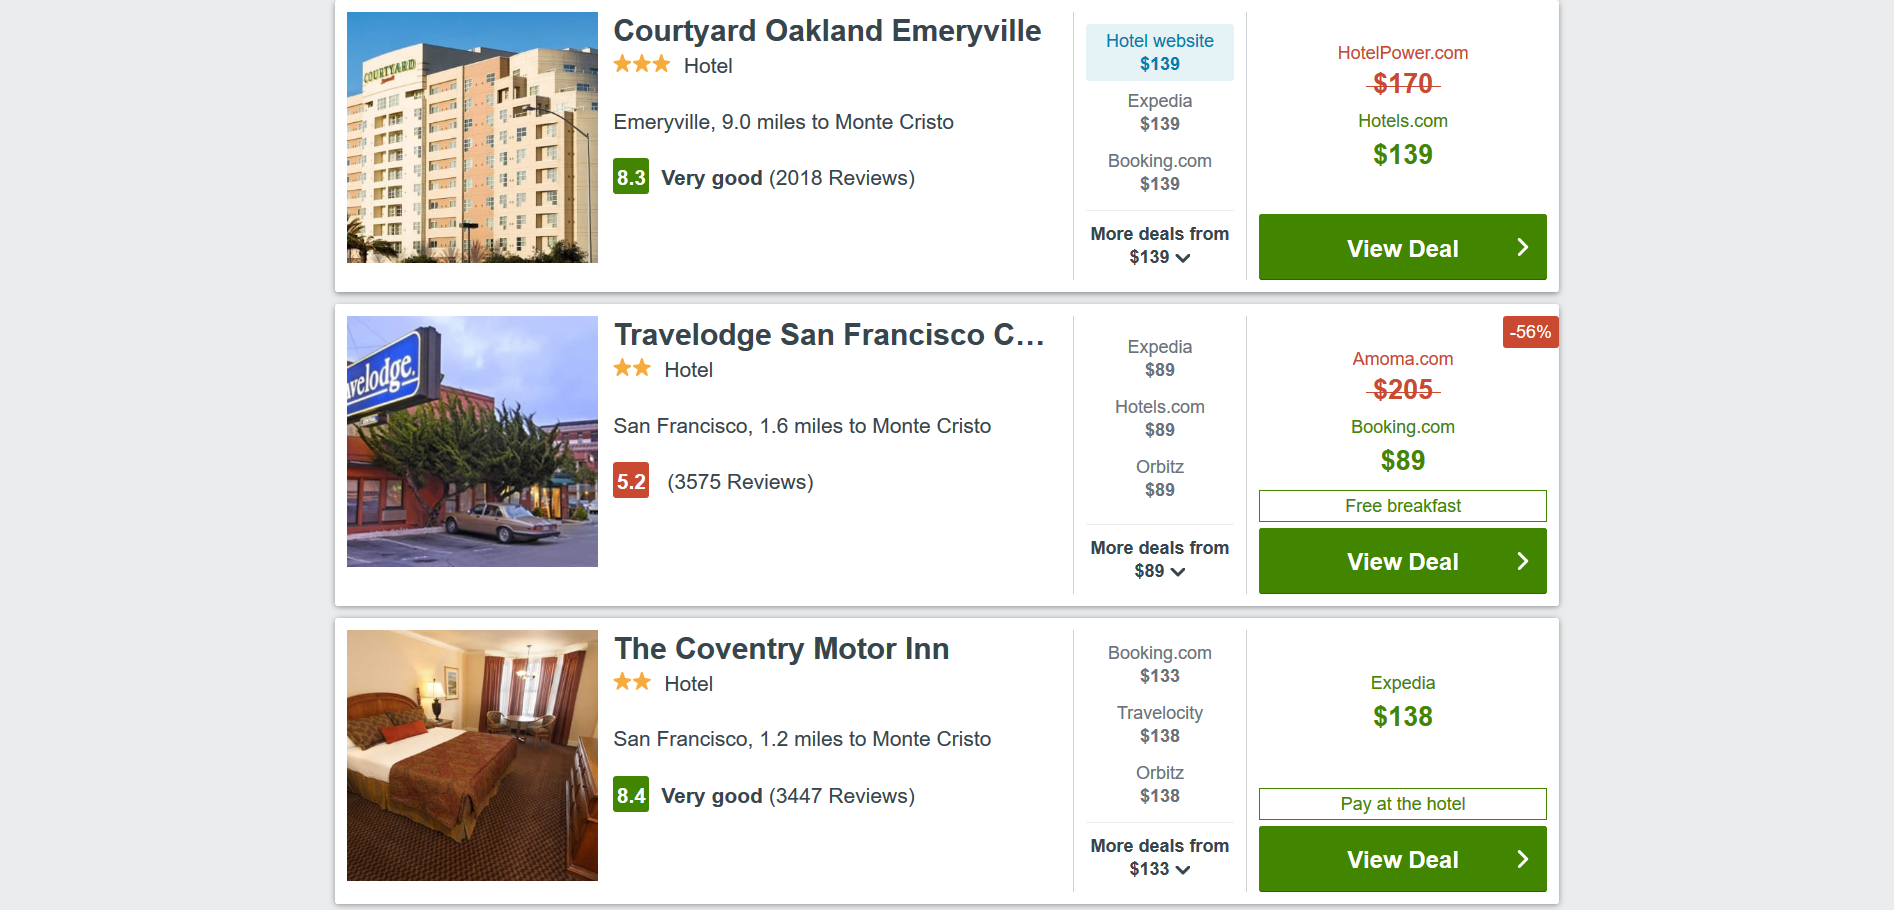 COURTYARD
Courtyard Oakland Emeryville
Hotel
Emeryville, 9.0 miles to Monte Cristo
8.3 Very good (2018 Reviews)
Hotel website
$139
Expedia
$139
Booking.com
$139
More deals from
$139
HotelPower.com
$170
Hotels.com
$139
View Deal
velodge.
Travelodge San Francisco C...
Hotel
San Francisco, 1.6 miles to Monte Cristo
5.2 (3575 Reviews)
Expedia
$89
Hotels.com
$89
Orbitz
$89
More deals from
$89
-56%
Amoma.com
$205
Booking.com
$89
Free breakfast
View Deal
The Coventry Motor Inn
Hotel
San Francisco, 1.2 miles to Monte Cristo
8.4 Very good (3447 Reviews)
Booking.com
$133
Travelocity
$138
Orbitz
$138
More deals from
$133
Expedia
$138
Pay at the hotel
View Deal